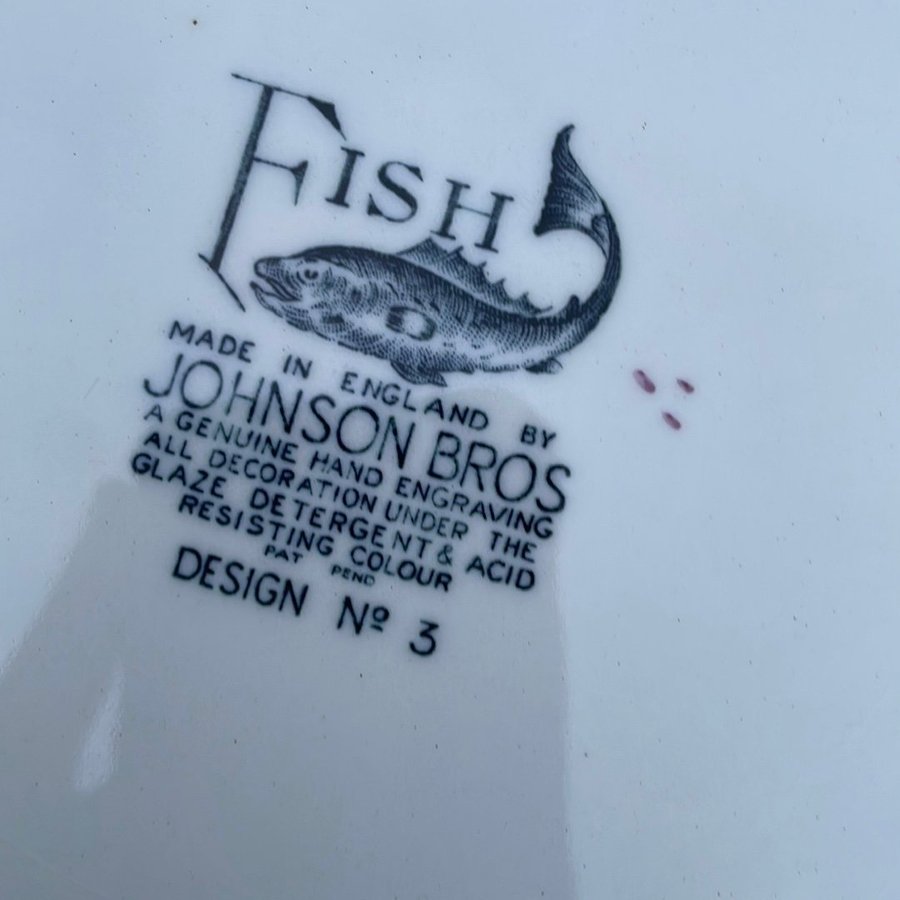 FISH
MADE IN ENGLAND BY
JOHNSON BROS
A GENUINE HAND ENGRAVING
ALL DECORATION UNDER THE
GLAZE DETERGENT & ACID
RESISTING COLOUR
PAT PEND
DESIGN Nº 3